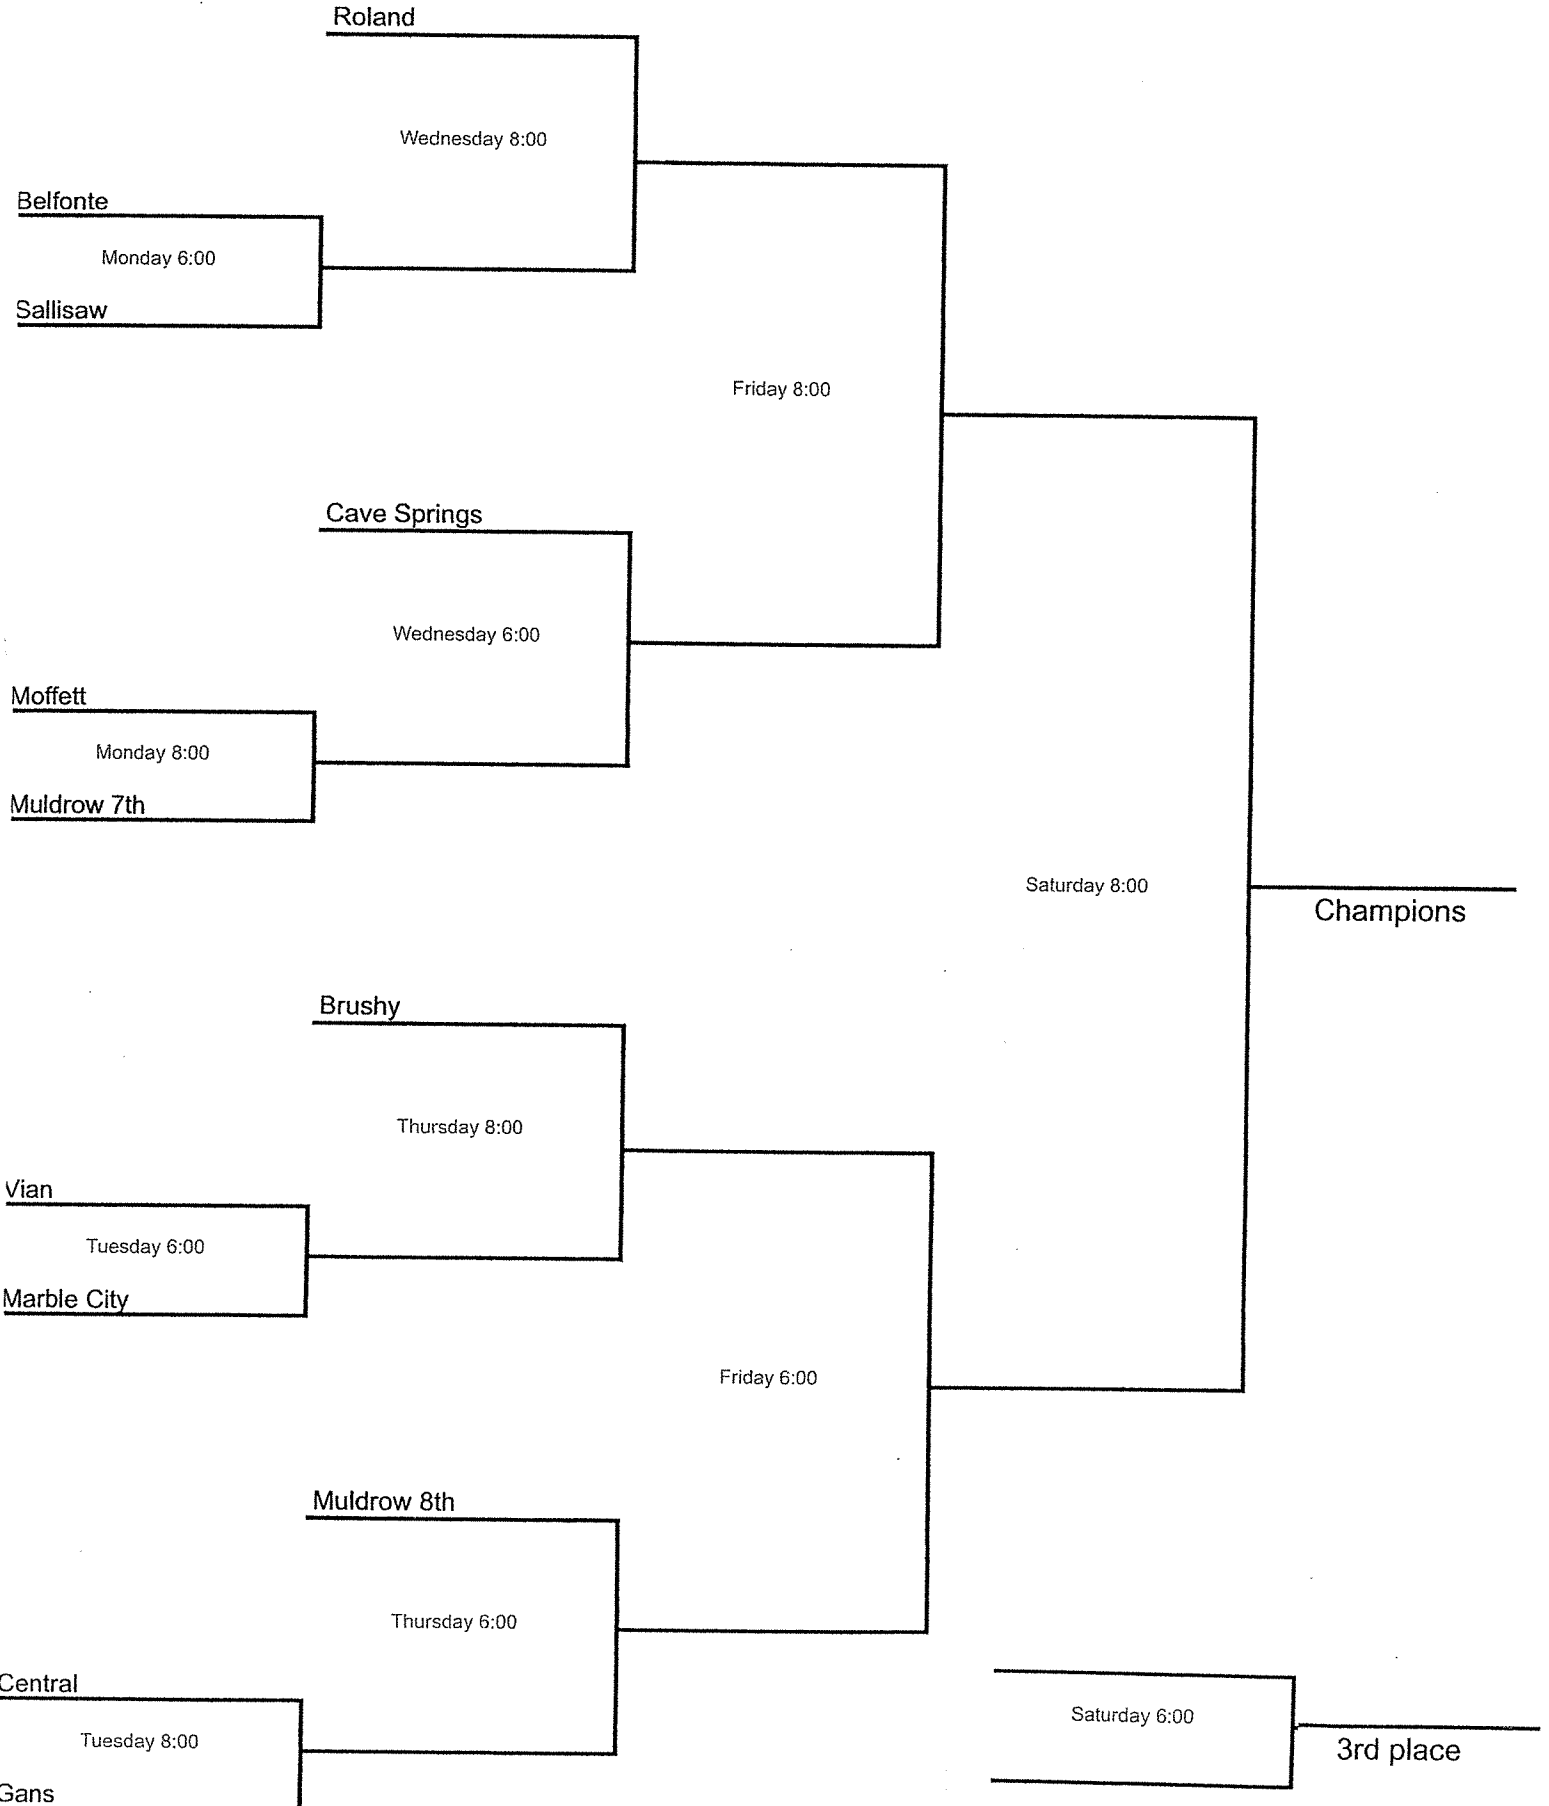 Roland
Wednesday 8:00
Belfonte
Monday 6:00
Sallisaw
Friday 8:00
Cave Springs
Wednesday 6:00
Moffett
Monday 8:00
Muldrow 7th
Saturday 8:00
Champions
Brushy
Thursday 8:00
Vian
Tuesday 6:00
Marble City
Friday 6:00
Muldrow 8th
Thursday 6:00
Central
Saturday 6:00
Tuesday 8:00
3rd place
Gans